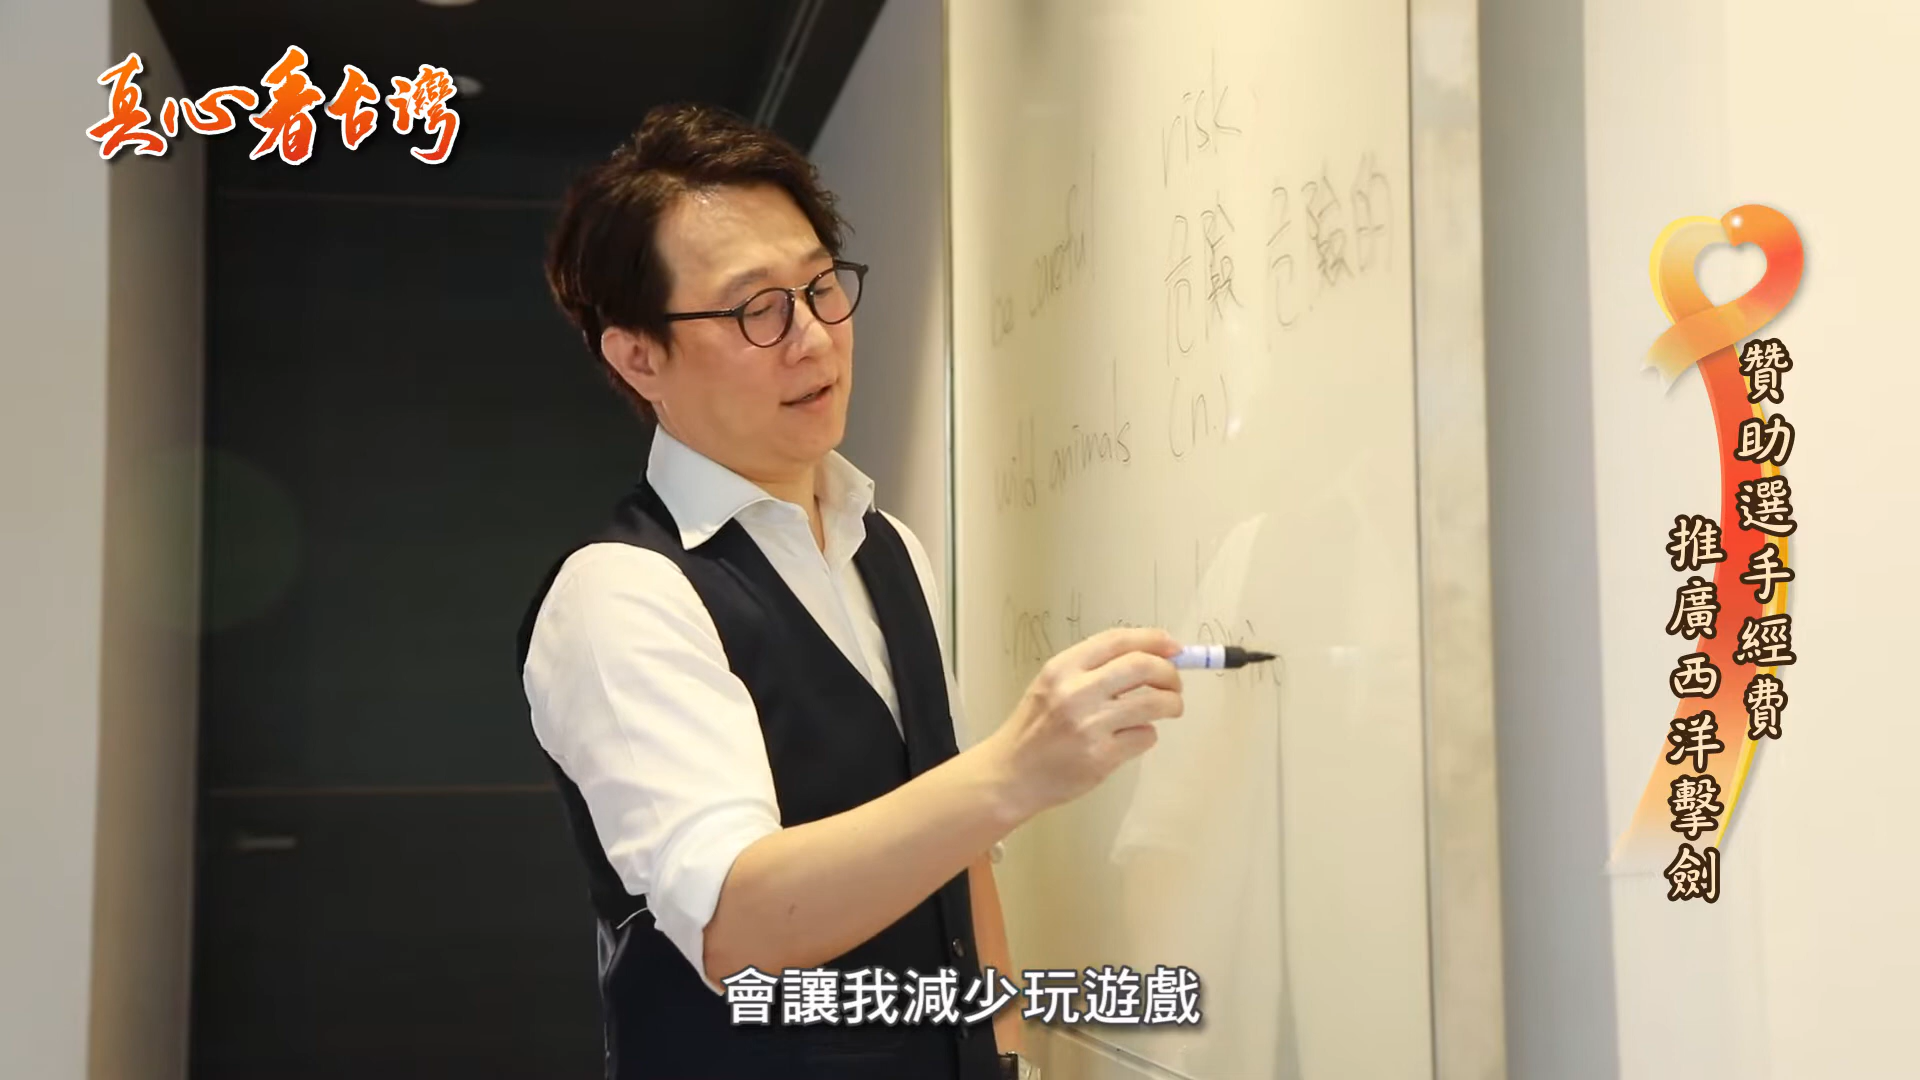 真心看台灣
risk
be careful
危險 危險的
wild animals (n.)
贊助選手經費
推廣西洋擊劍
會讓我減少玩遊戲